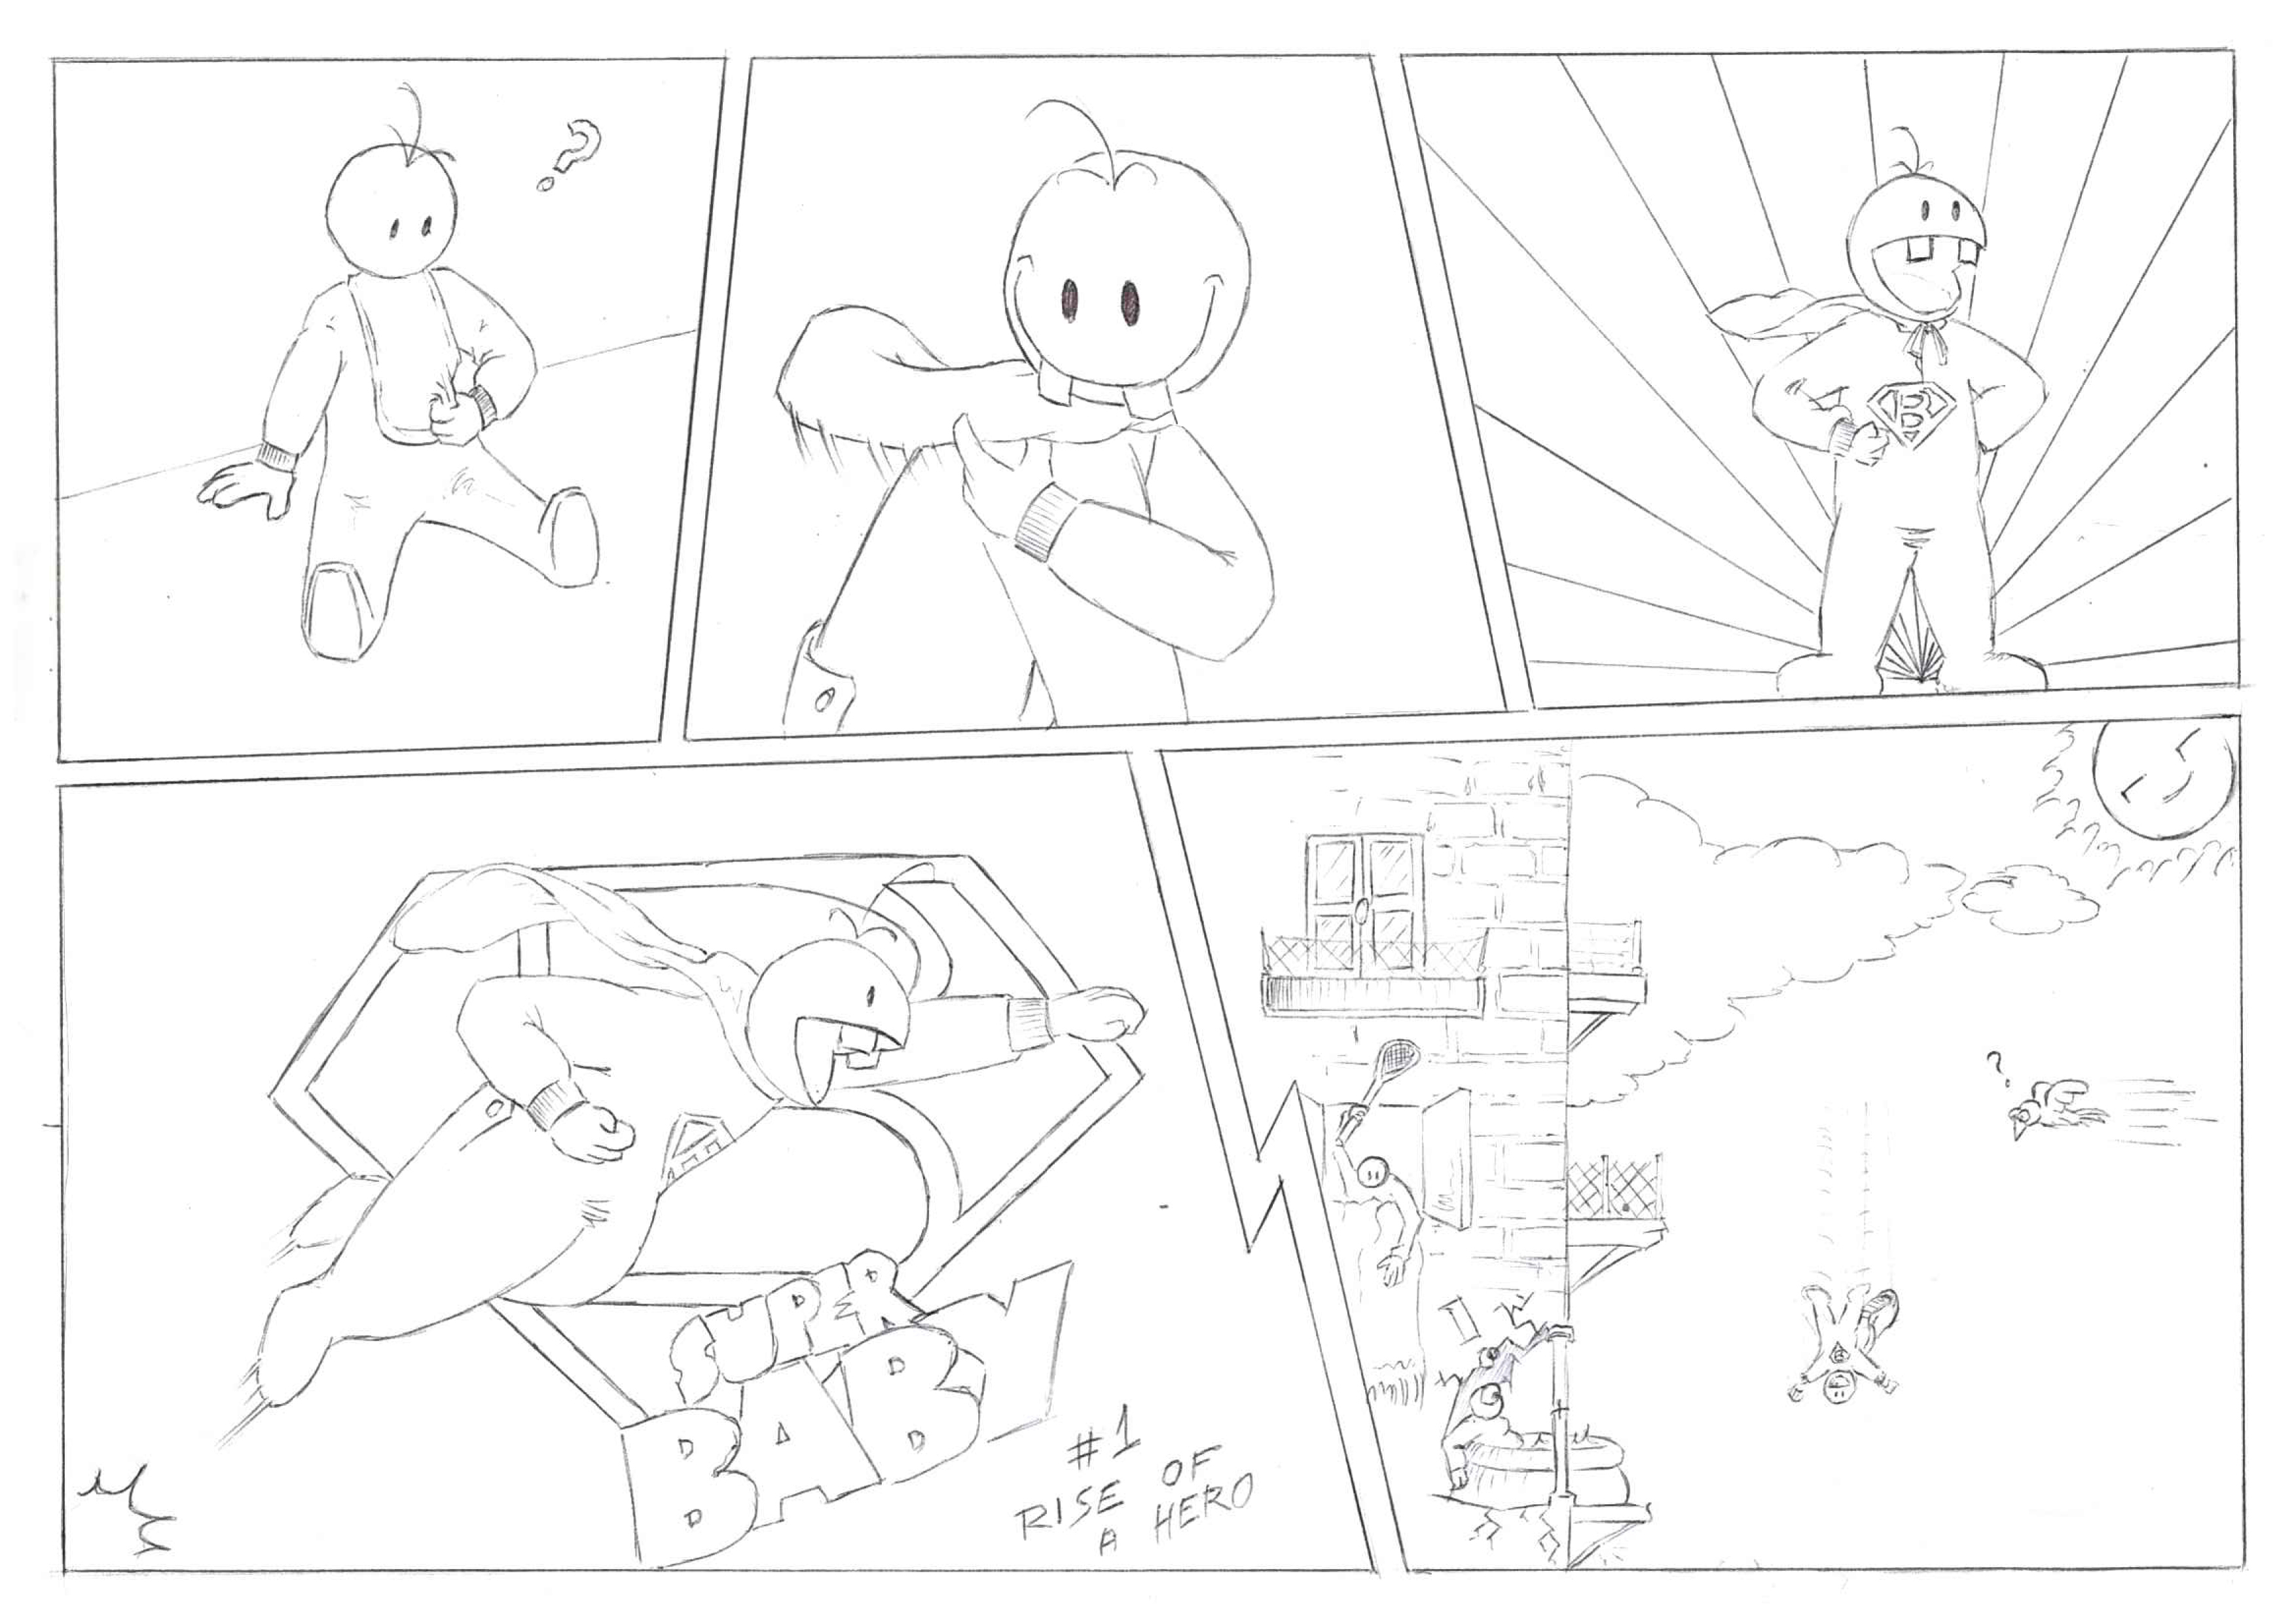 ?
B
SUPER
BABY
#1
RISE OF
A HERO
?